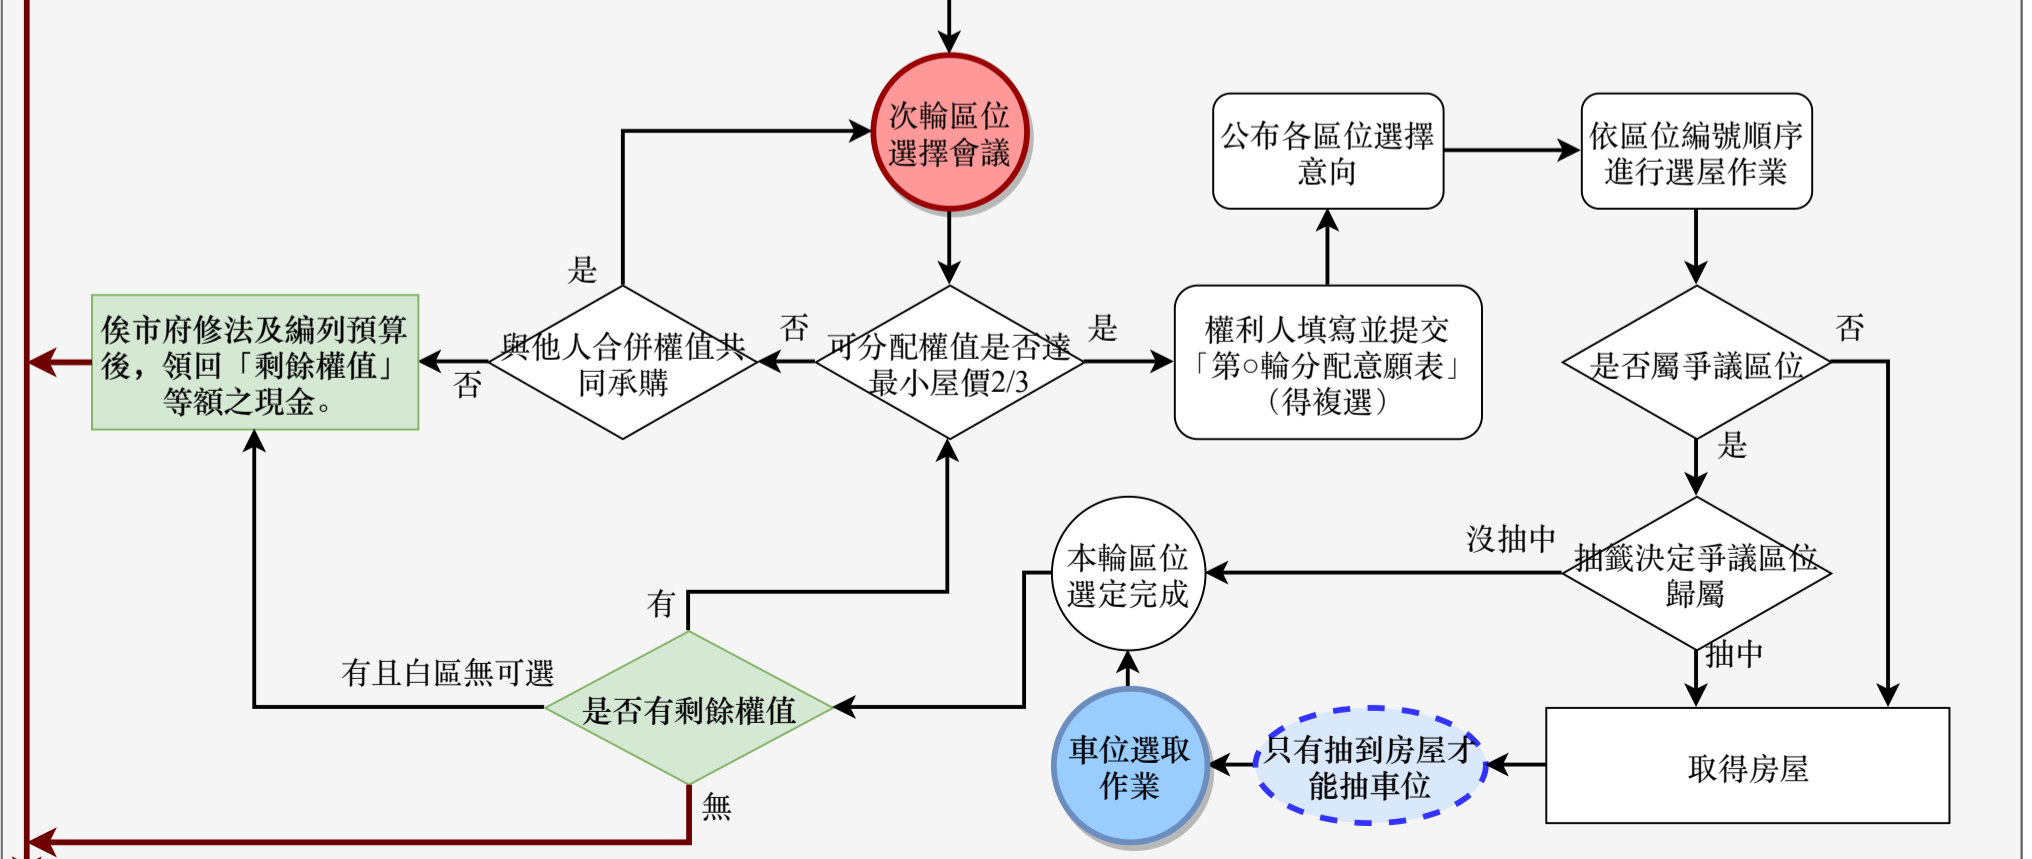 次輪區位
選擇會議
公布各區位選擇
意向
依區位編號順序
進行選屋作業
是
俟市府修法及編列預算
後，領回「剩餘權值」
等額之現金。
否
與他人合併權值共
同承購
否
可分配權值是否達
最小屋價2/3
是
權利人填寫並提交
「第○輪分配意願表」
（得複選）
是否屬爭議區位
否
是
本輪區位
選定完成
沒抽中
抽籤決定爭議區位
歸屬
抽中
有
有且白區無可選
是否有剩餘權值
無
車位選取
作業
只有抽到房屋才
能抽車位
取得房屋